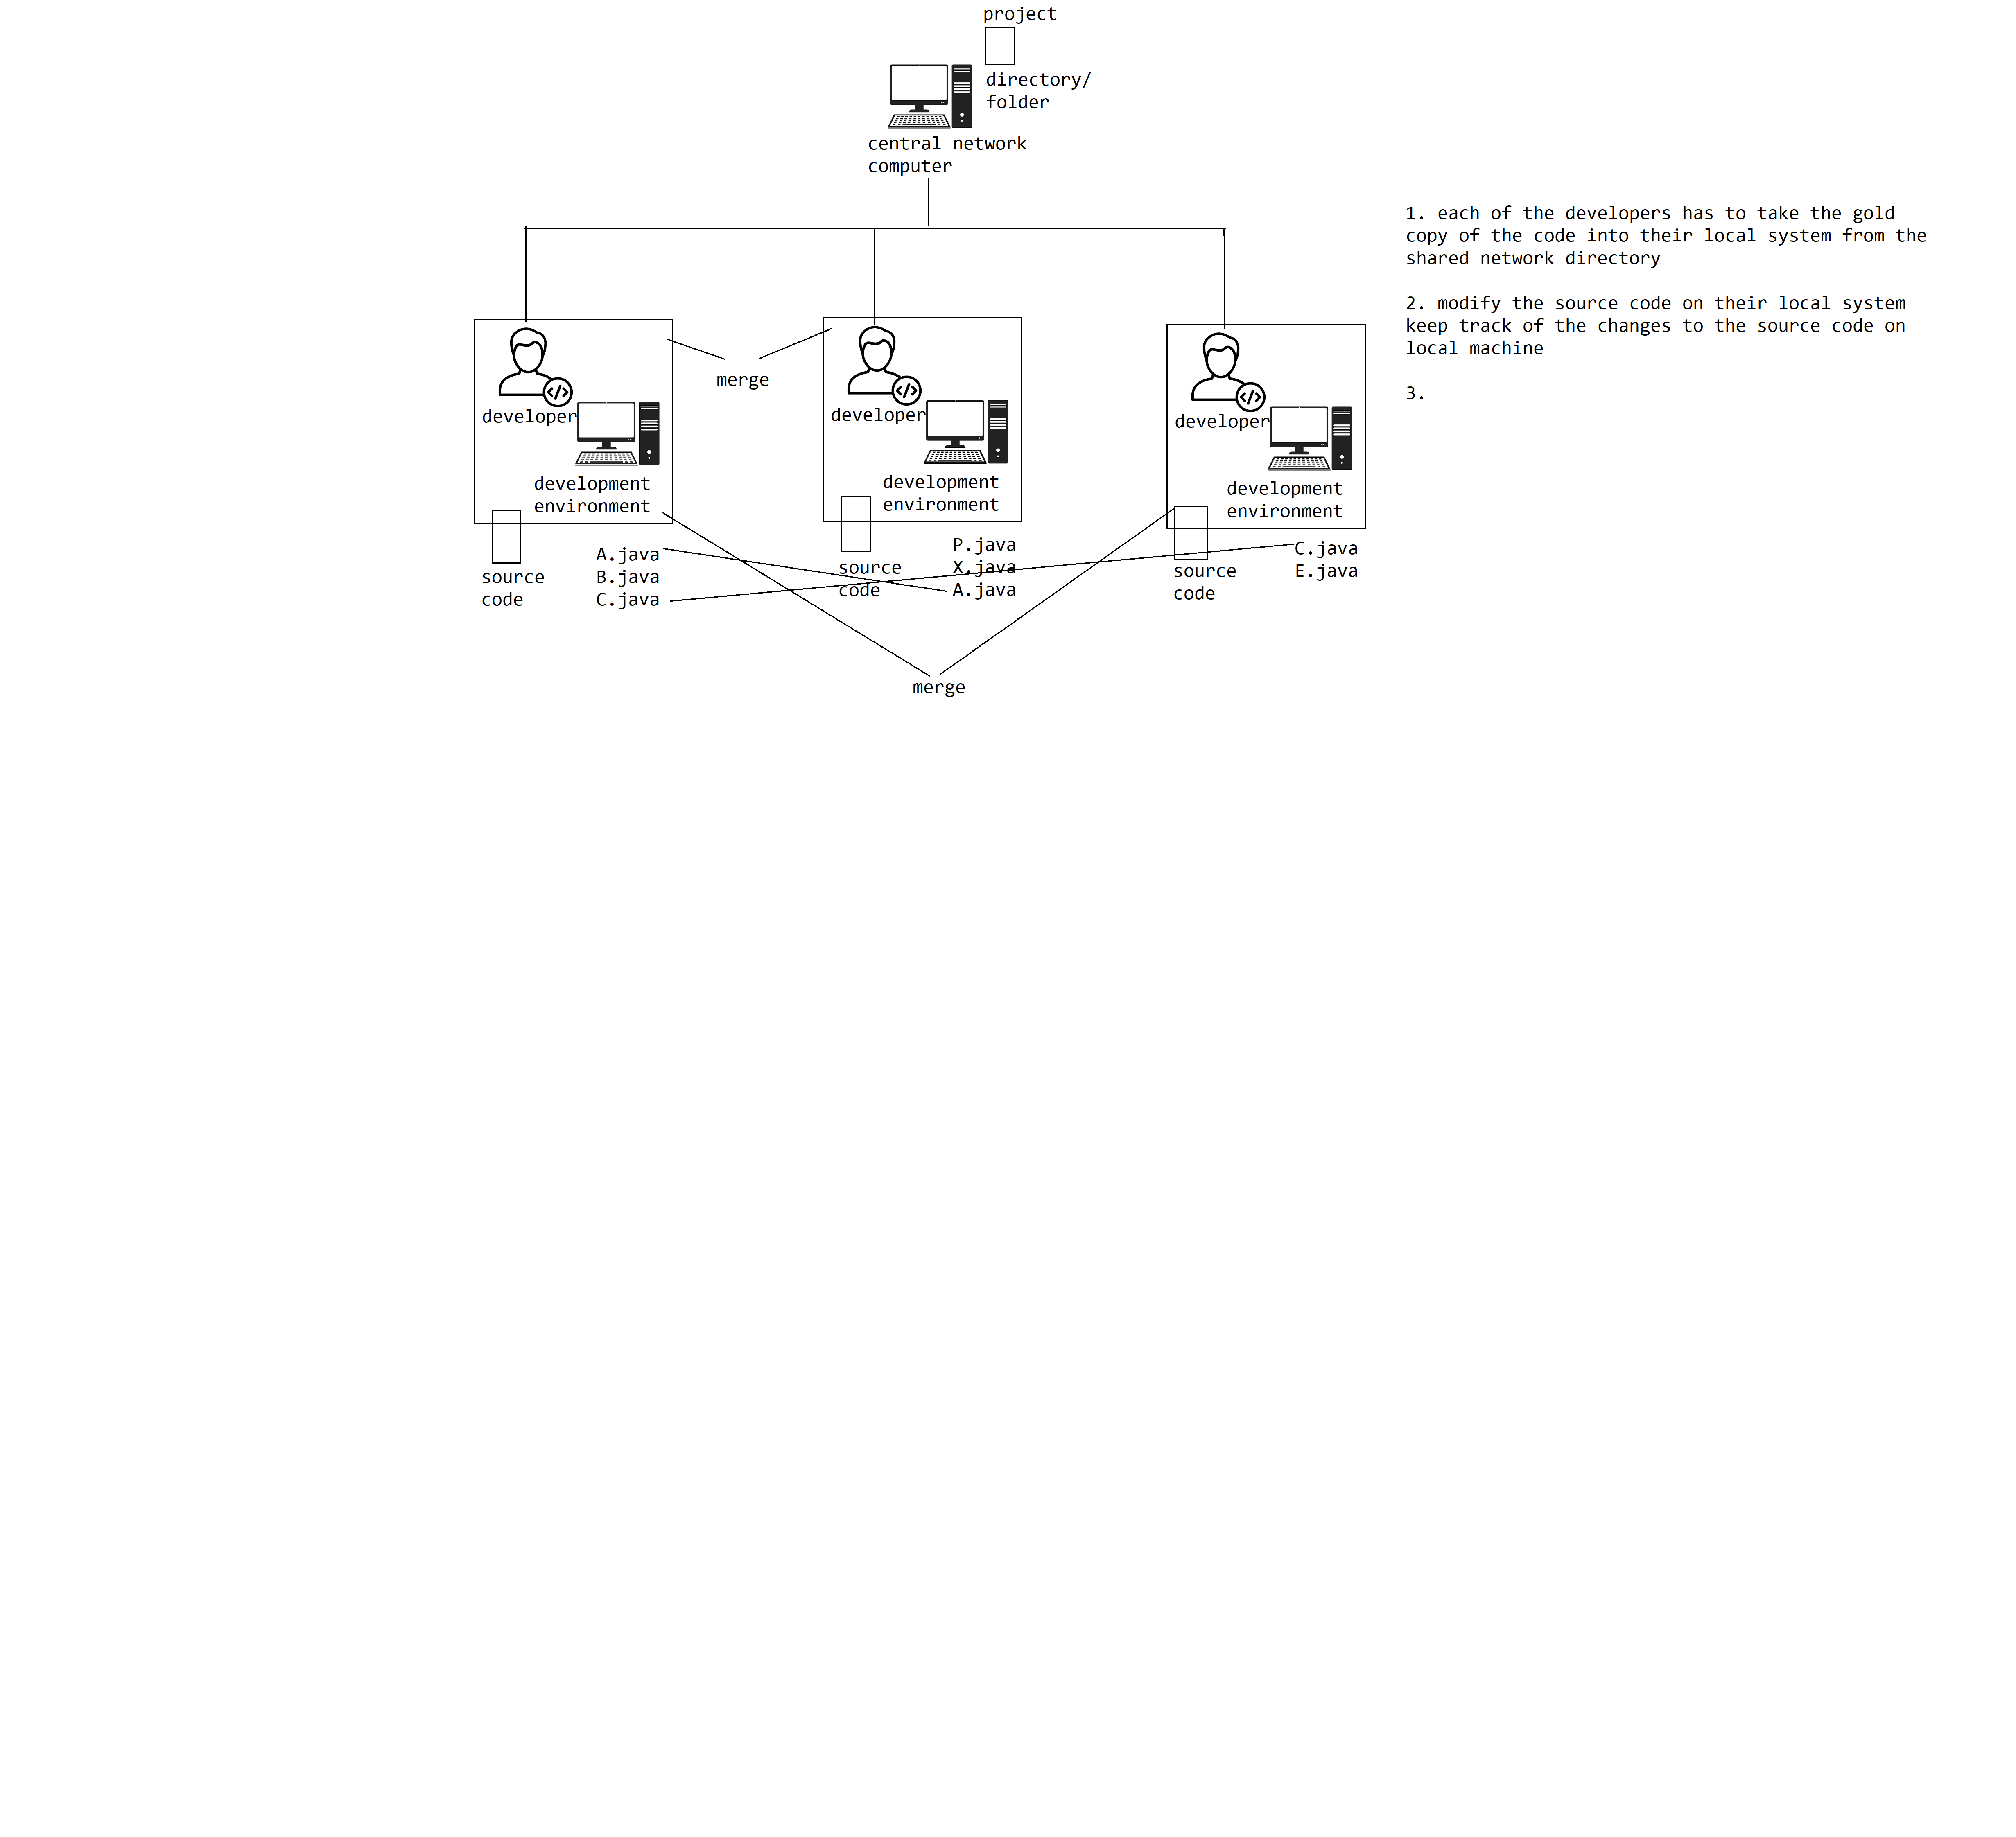 project
directory/
folder
central network
computer
1. each of the developers has to take the gold
copy of the code into their local system from the
shared network directory
2. modify the source code on their local system
keep track of the changes to the source code on
local machine
3.
merge
developer
development
environment
source
code
A.java
B.java
C.java
developer
development
environment
source
code
P.java
X.java
A.java
developer
development
environment
source
code
C.java
E.java
merge